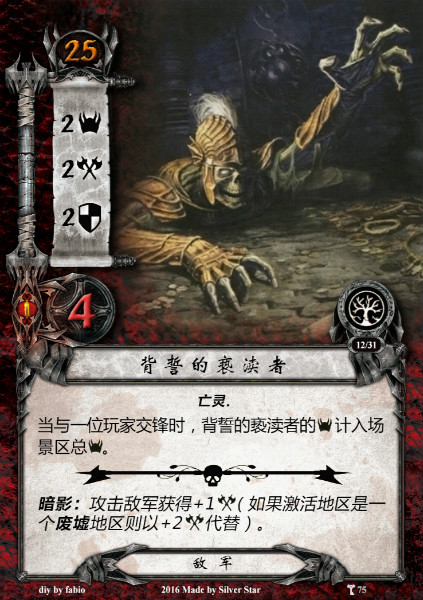 25
2
2
2
4
12/31
背誓的亵渎者
亡灵.
当与一位玩家交锋时，背誓的亵渎者的计入场
景区总。
暗影：攻击敌军获得+1（如果激活地区是一
个废墟地区则以+2代替）。
敌军
diy by fabio
2016 Made by Silver Star
75